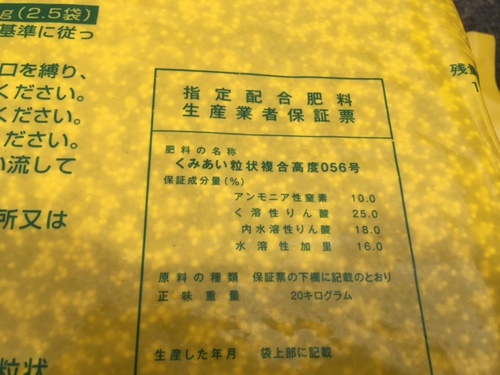 g(2.5袋)
基準に従っ
口を縛り、
ください。
ください。
ださい。
い流して
所又は
粒状
残
指定配合肥料
生産業者保証票
肥料の名称
くみあい粒状複合高度056号
保証成分量(%)
アンモニア性窒素 10.0
く溶性りん酸 25.0
内水溶性りん酸 18.0
水溶性加里 16.0
原料の種類 保証票の下欄に記載のとおり
正味重量 20キログラム
生産した年月 袋上部に記載